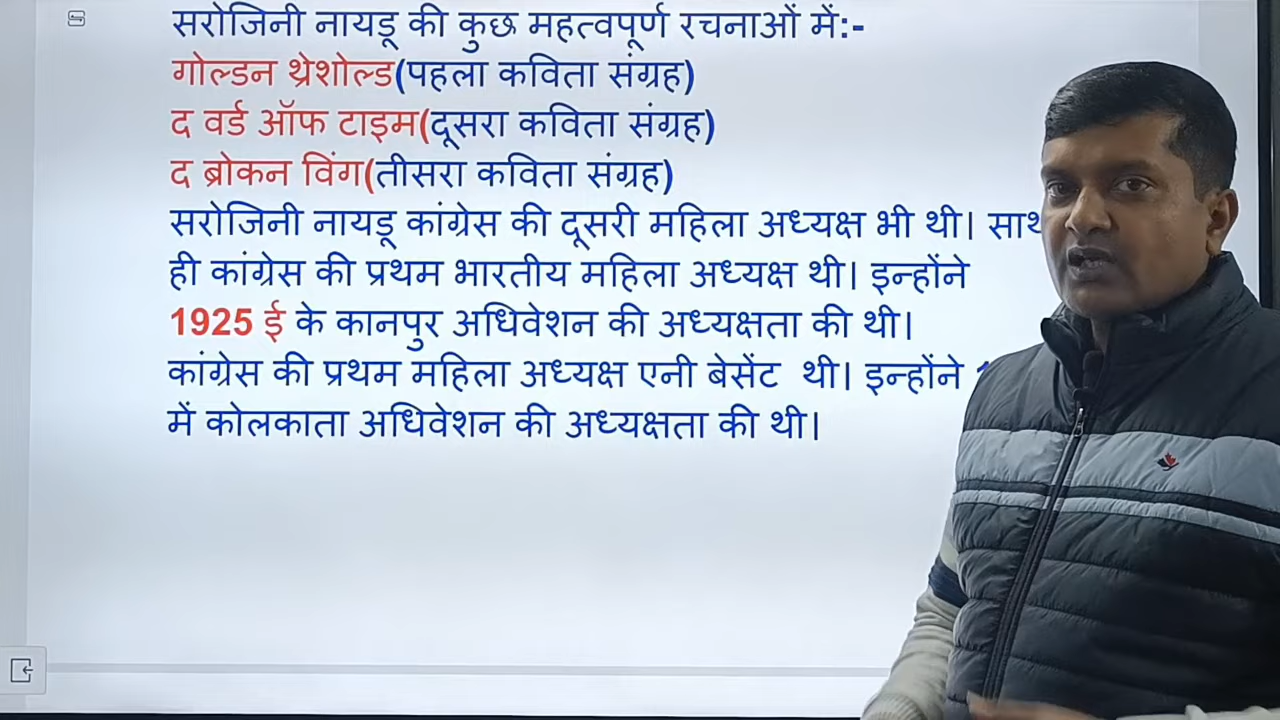 सरोजिनी नायडू की कुछ महत्वपूर्ण रचनाओं में:-
गोल्डन थ्रेशोल्ड(पहला कविता संग्रह)
द वर्ड ऑफ टाइम(दूसरा कविता संग्रह)
द ब्रोकन विंग(तीसरा कविता संग्रह)
सरोजिनी नायडू कांग्रेस की दूसरी महिला अध्यक्ष भी थी। साथ
ही कांग्रेस की प्रथम भारतीय महिला अध्यक्ष थी। इन्होंने
1925 ई के कानपुर अधिवेशन की अध्यक्षता की थी।
कांग्रेस की प्रथम महिला अध्यक्ष एनी बेसेंट थी। इन्होंने
में कोलकाता अधिवेशन की अध्यक्षता की थी।